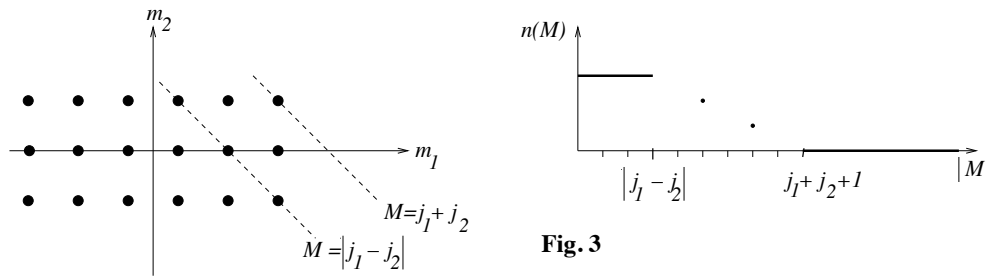 m₂
m₁
M=j₁+ j₂
M =|j₁ − j₂|
n(M)
|j₁ − j₂|
j₁+ j₂+1
|M
Fig. 3